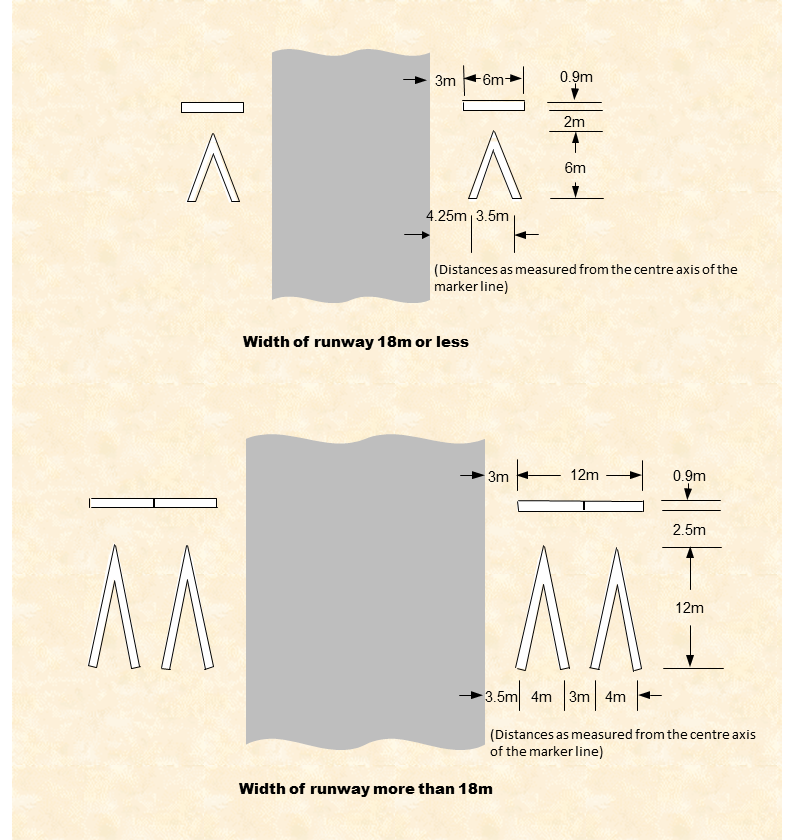 3m
6m
0.9m
2m
6m
4.25m 3.5m
(Distances as measured from the centre axis of the
marker line)
Width of runway 18m or less
3m
12m
0.9m
2.5m
12m
3.5m 4m 3m 4m
(Distances as measured from the centre axis
of the marker line)
Width of runway more than 18m